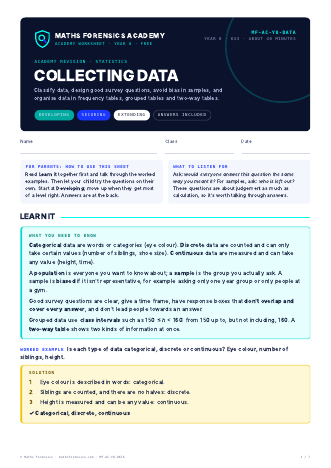 MATHS FORENSICS ACADEMY
ACADEMY WORKSHEET · YEAR 8 · FREE
MF-AC-Y8-DATA
YEAR 8 · KS3 · ABOUT 30 MINUTES
ACADEMY REVISION · STATISTICS
COLLECTING DATA
Classify data, design good survey questions, avoid bias in samples, and
organise data in frequency tables, grouped tables and two-way tables.
DEVELOPING SECURING EXTENDING ANSWERS INCLUDED
Name Class Date
FOR PARENTS: HOW TO USE THIS SHEET
Read Learn it together first and talk through the worked
examples. Then let your child try the questions on their
own. Start at Developing; move up when they get most
of a level right. Answers are at the back.
WHAT TO LISTEN FOR
Ask: would everyone answer this question the same
way you meant it? For samples, ask: who is left out?
These questions are about judgement as much as
calculation, so it's worth talking through answers.
LEARN IT
WHAT YOU NEED TO KNOW
Categorical data are words or categories (eye colour). Discrete data are counted and can only
take certain values (number of siblings, shoe size). Continuous data are measured and can take
any value (height, time).
A population is everyone you want to know about; a sample is the group you actually ask. A
sample is biased if it isn't representative, for example asking only one year group or only people at
a gym.
Good survey questions are clear, give a time frame, have response boxes that don't overlap and
cover every answer, and don't lead people towards an answer.
Grouped data use class intervals such as 150 ≤ h < 160: from 150 up to, but not including, 160. A
two-way table shows two kinds of information at once.
WORKED EXAMPLE Is each type of data categorical, discrete or continuous? Eye colour, number of
siblings, height.
SOLUTION
1 Eye colour is described in words: categorical.
2 Siblings are counted, and there are no halves: discrete.
3 Height is measured and can be any value: continuous.
✓ Categorical, discrete, continuous